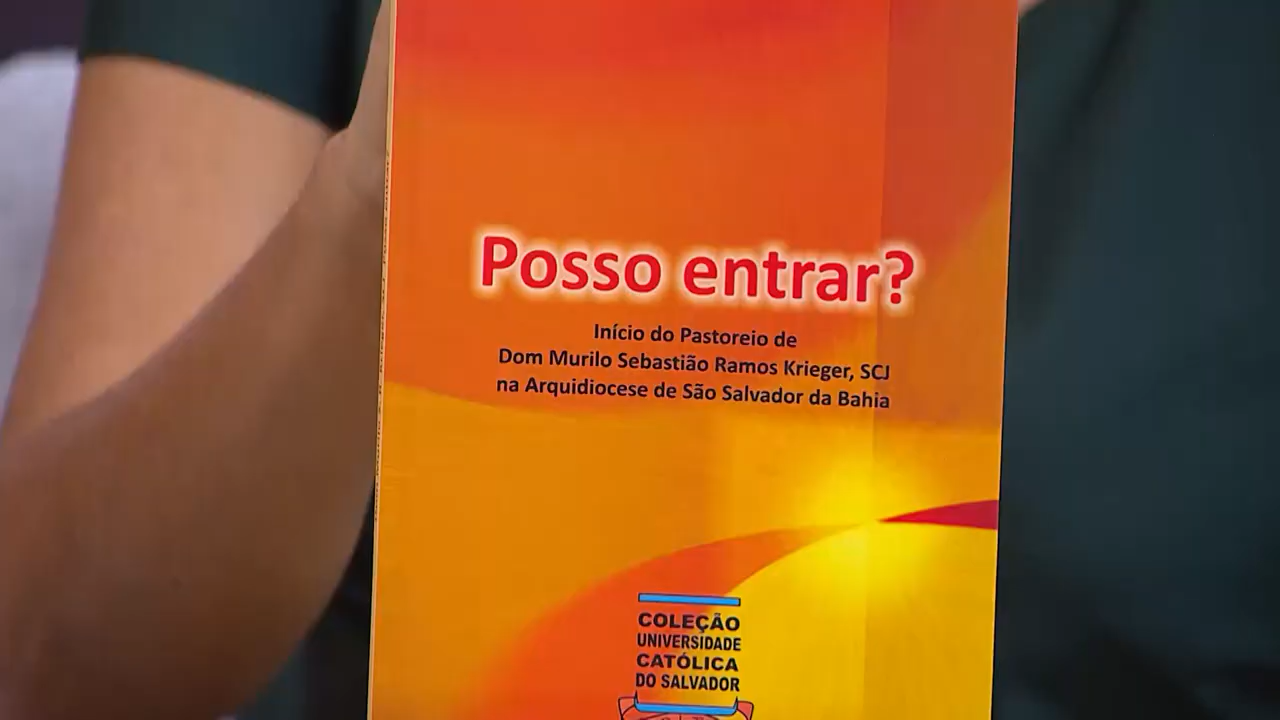 Posso entrar?
Início do Pastoreio de
Dom Murilo Sebastião Ramos Krieger, SCJ
na Arquidiocese de São Salvador da Bahia
COLEÇÃO
UNIVERSIDADE
CATÓLICA
DO SALVADOR